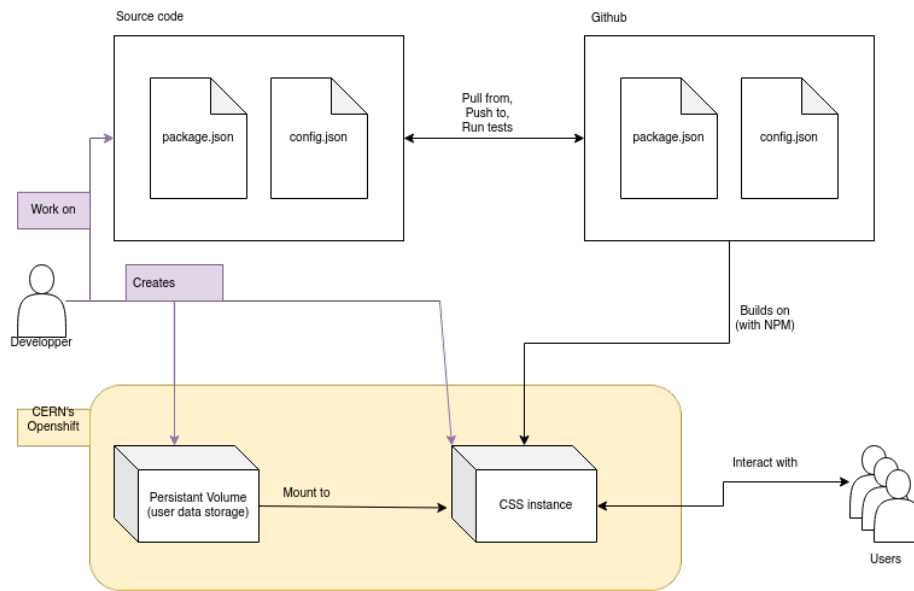 Source code
Github
package.json
config.json
Pull from,
Push to,
Run tests
package.json
config.json
Work on
Creates
Developper
Builds on
(with NPM)
CERN's
Openshift
Persistant Volume
(user data storage)
Mount to
CSS instance
Interact with
Users